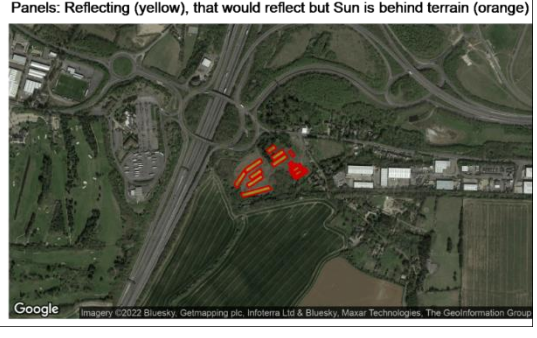 Panels: Reflecting (yellow), that would reflect but Sun is behind terrain (orange)
Google
Imagery ©2022 Bluesky, Getmapping plc, Infoterra Ltd & Bluesky, Maxar Technologies, The GeoInformation Group